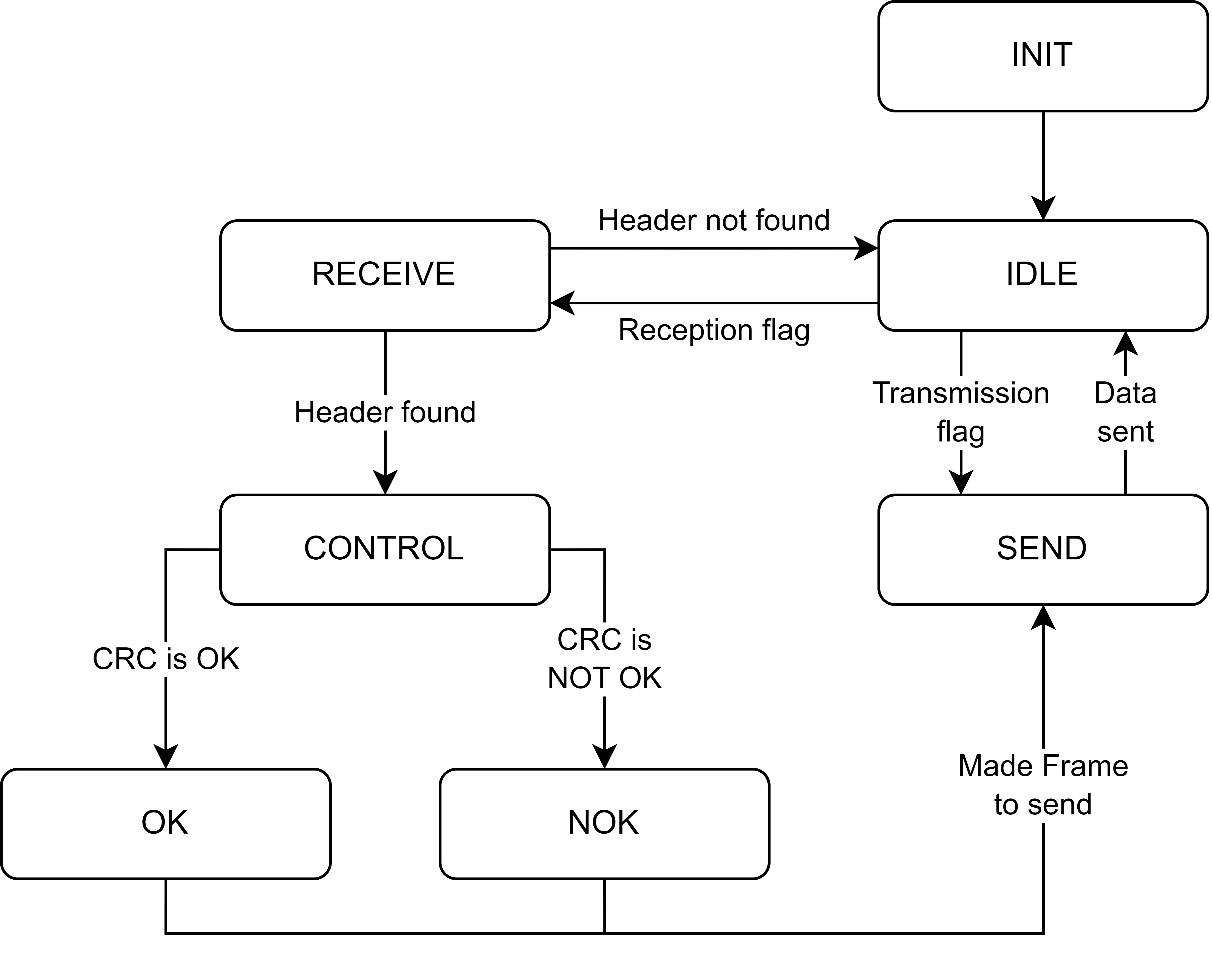 INIT
Header not found
RECEIVE
IDLE
Reception flag
Transmission
flag
Data
sent
Header found
CONTROL
SEND
CRC is OK
CRC is
NOT OK
Made Frame
to send
OK
NOK